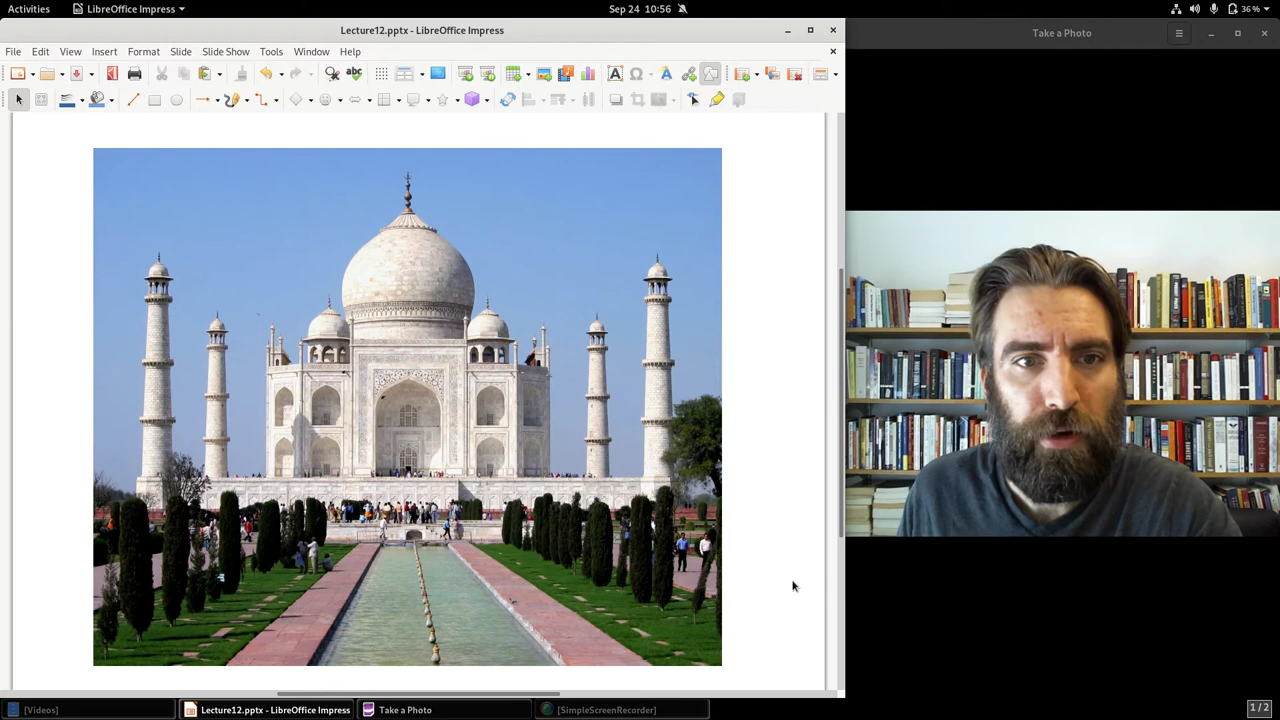 Activities LibreOffice Impress Sep 24 10:56 36%
Lecture12.pptx - LibreOffice Impress Take a Photo
File Edit View Insert Format Slide Slide Show Tools Window Help
[Videos] Lecture12.pptx - LibreOffice Impress Take a Photo [SimpleScreenRecorder] 1/2